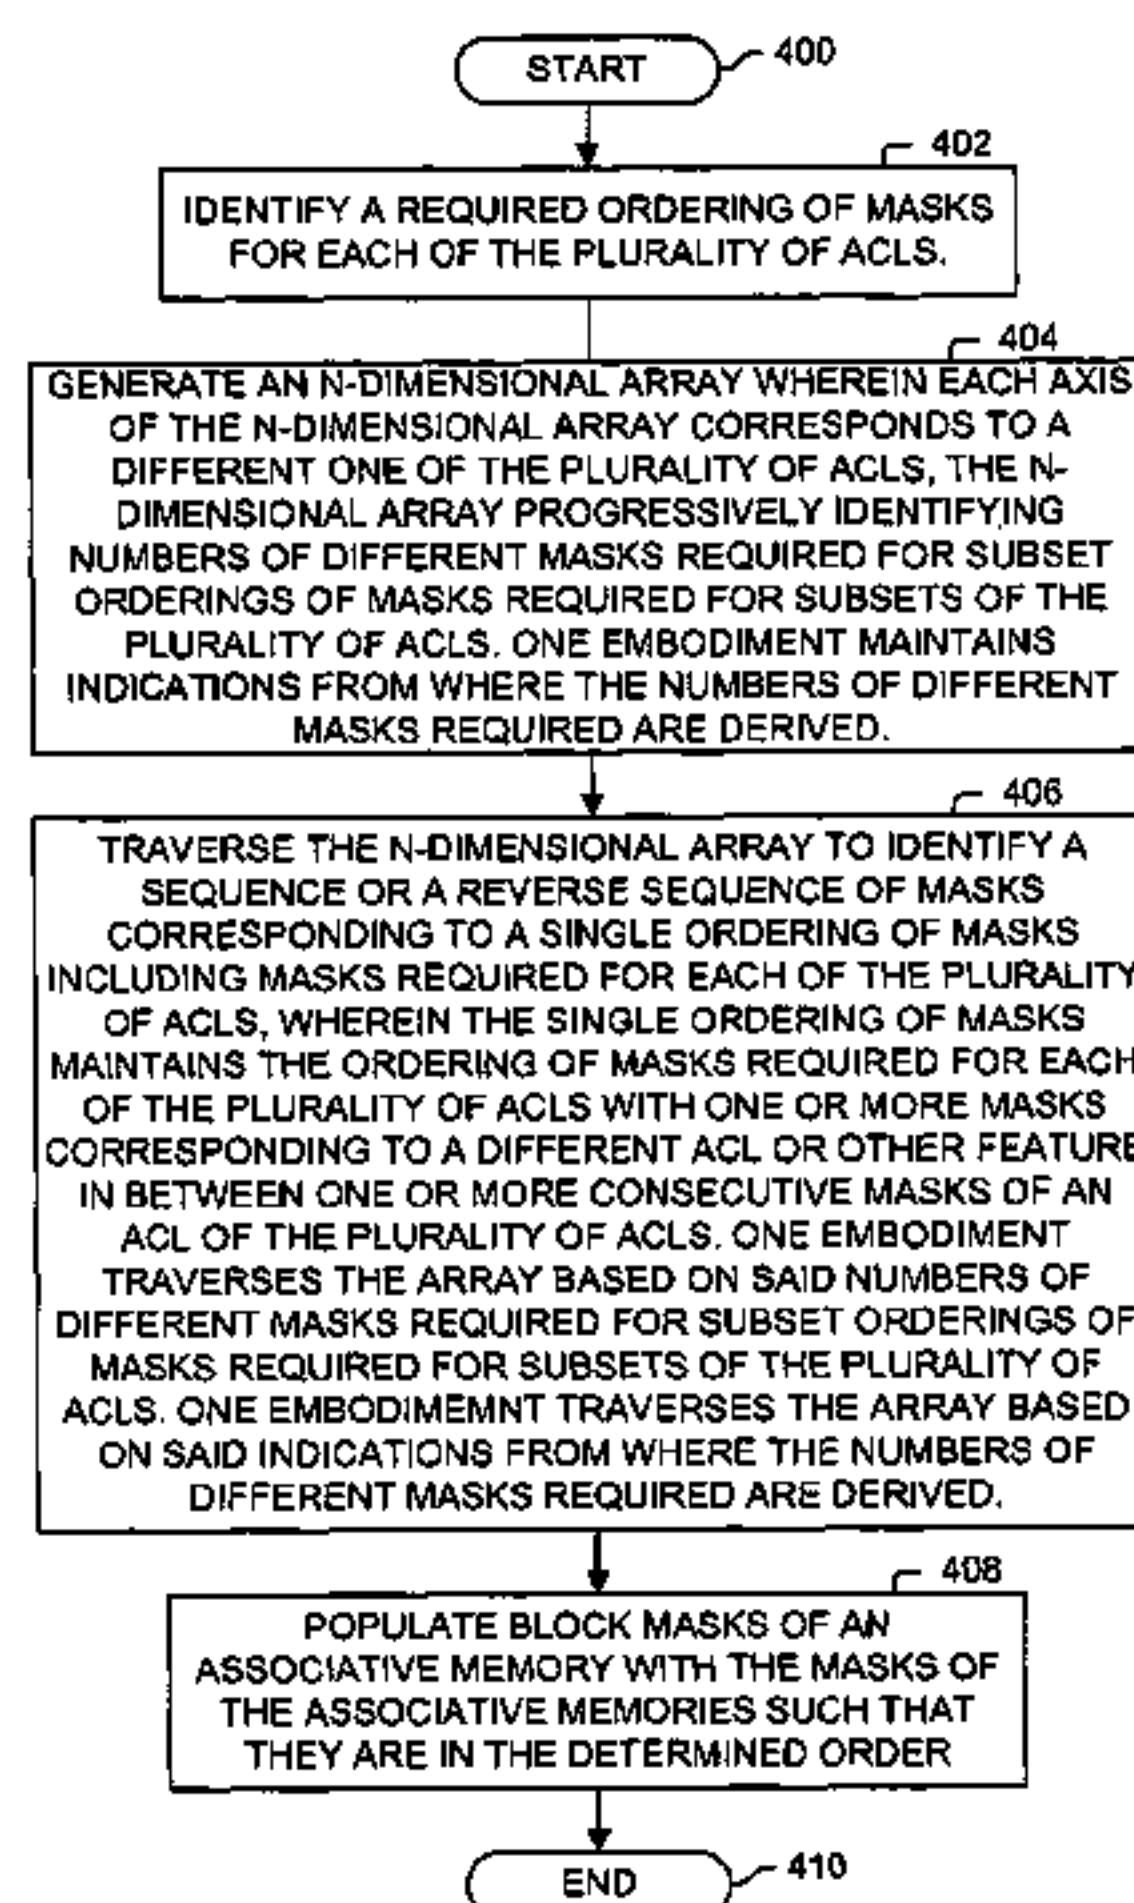 START
400
402
IDENTIFY A REQUIRED ORDERING OF MASKS
FOR EACH OF THE PLURALITY OF ACLS.
404
GENERATE AN N-DIMENSIONAL ARRAY WHEREIN EACH AXIS
OF THE N-DIMENSIONAL ARRAY CORRESPONDS TO A
DIFFERENT ONE OF THE PLURALITY OF ACLS, THE N-
DIMENSIONAL ARRAY PROGRESSIVELY IDENTIFYING
NUMBERS OF DIFFERENT MASKS REQUIRED FOR SUBSET
ORDERINGS OF MASKS REQUIRED FOR SUBSETS OF THE
PLURALITY OF ACLS. ONE EMBODIMENT MAINTAINS
INDICATIONS FROM WHERE THE NUMBERS OF DIFFERENT
MASKS REQUIRED ARE DERIVED.
406
TRAVERSE THE N-DIMENSIONAL ARRAY TO IDENTIFY A
SEQUENCE OR A REVERSE SEQUENCE OF MASKS
CORRESPONDING TO A SINGLE ORDERING OF MASKS
INCLUDING MASKS REQUIRED FOR EACH OF THE PLURALITY
OF ACLS, WHEREIN THE SINGLE ORDERING OF MASKS
MAINTAINS THE ORDERING OF MASKS REQUIRED FOR EACH
OF THE PLURALITY OF ACLS WITH ONE OR MORE MASKS
CORRESPONDING TO A DIFFERENT ACL OR OTHER FEATURE
IN BETWEEN ONE OR MORE CONSECUTIVE MASKS OF AN
ACL OF THE PLURALITY OF ACLS. ONE EMBODIMENT
TRAVERSES THE ARRAY BASED ON SAID NUMBERS OF
DIFFERENT MASKS REQUIRED FOR SUBSET ORDERINGS OF
MASKS REQUIRED FOR SUBSETS OF THE PLURALITY OF
ACLS. ONE EMBODIMEMNT TRAVERSES THE ARRAY BASED
ON SAID INDICATIONS FROM WHERE THE NUMBERS OF
DIFFERENT MASKS REQUIRED ARE DERIVED.
408
POPULATE BLOCK MASKS OF AN
ASSOCIATIVE MEMORY WITH THE MASKS OF
THE ASSOCIATIVE MEMORIES SUCH THAT
THEY ARE IN THE DETERMINED ORDER
END
410